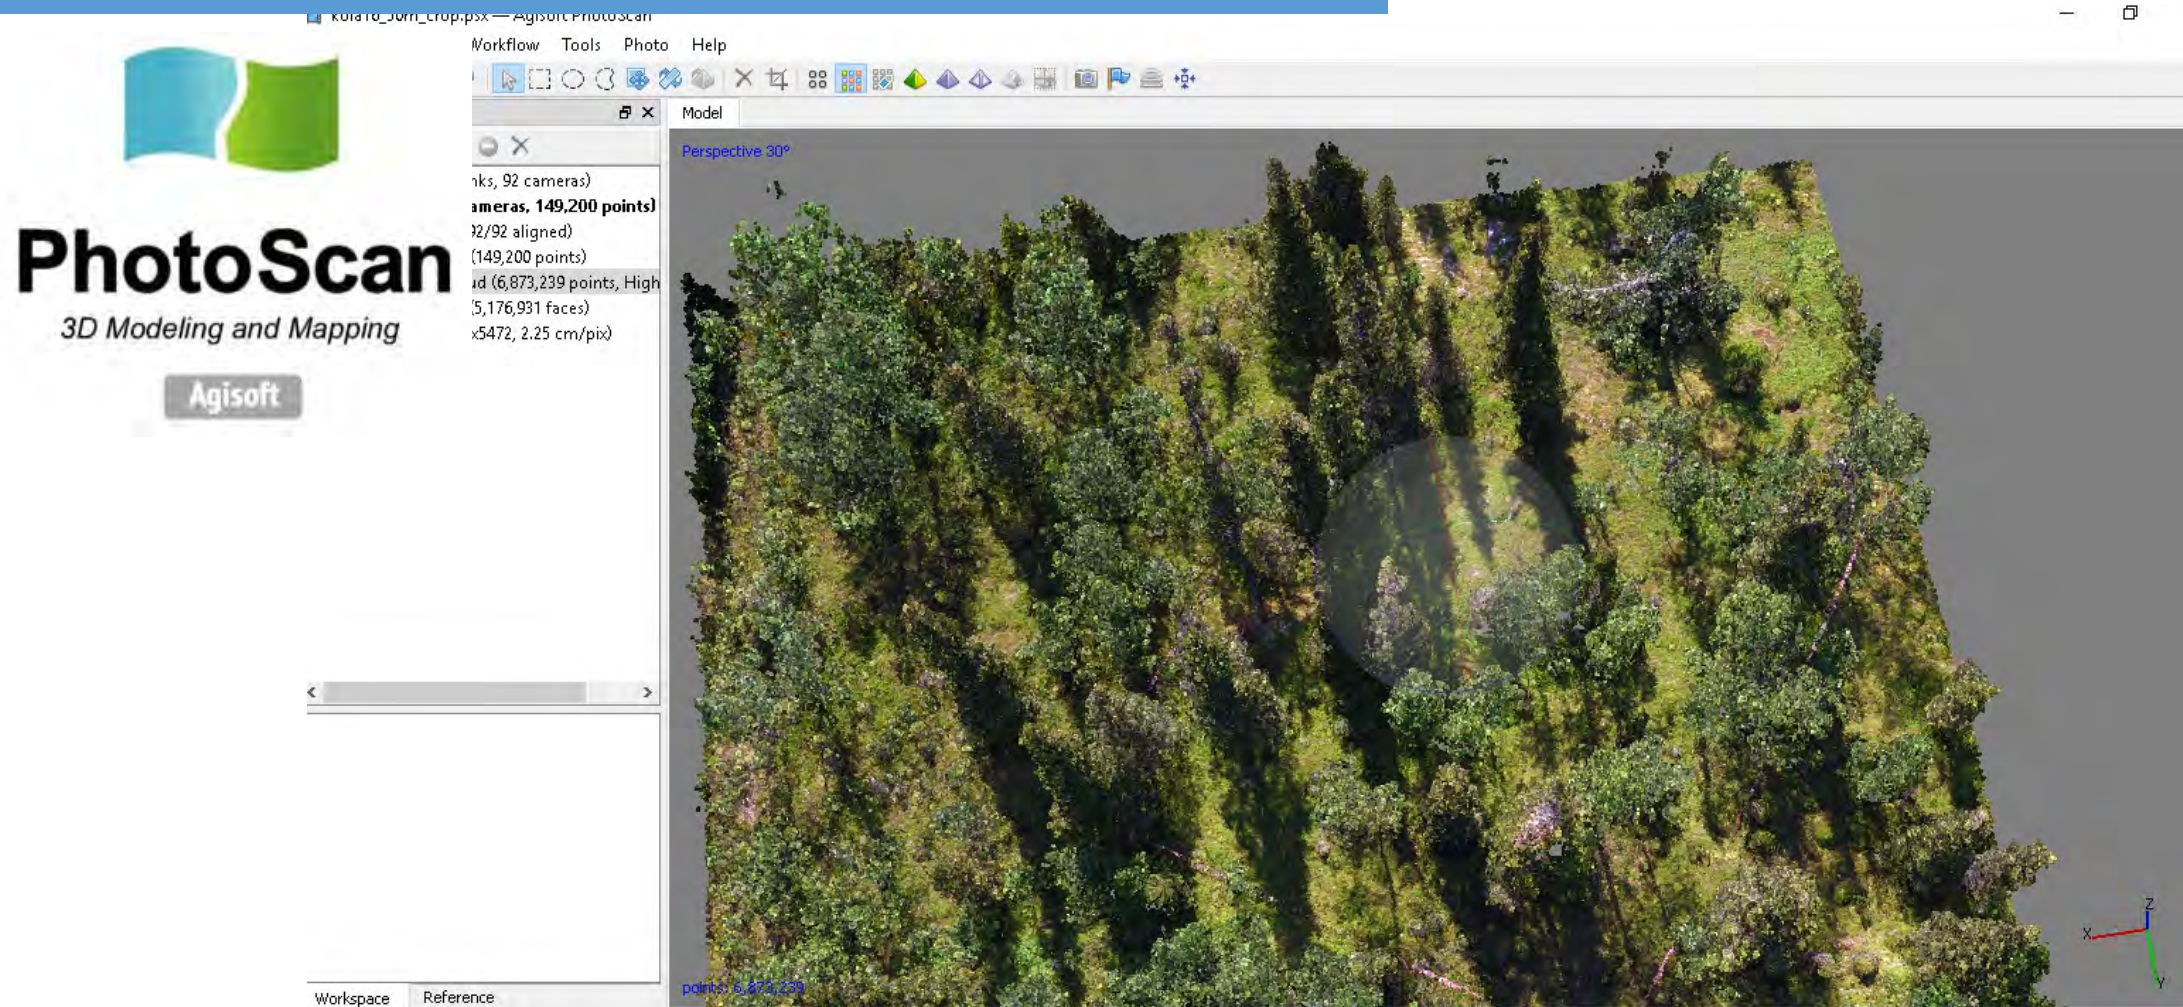 Agisoft PhotoScan
Workflow Tools Photo Help
PhotoScan
3D Modeling and Mapping
Agisoft
Model
Perspective 30°
nks, 92 cameras)
ameras, 149,200 points)
92/92 aligned)
(149,200 points)
ud (6,873,239 points, High
(5,176,931 faces)
x5472, 2.25 cm/pix)
points: 6,873,239
X
Z
Y
Workspace Reference